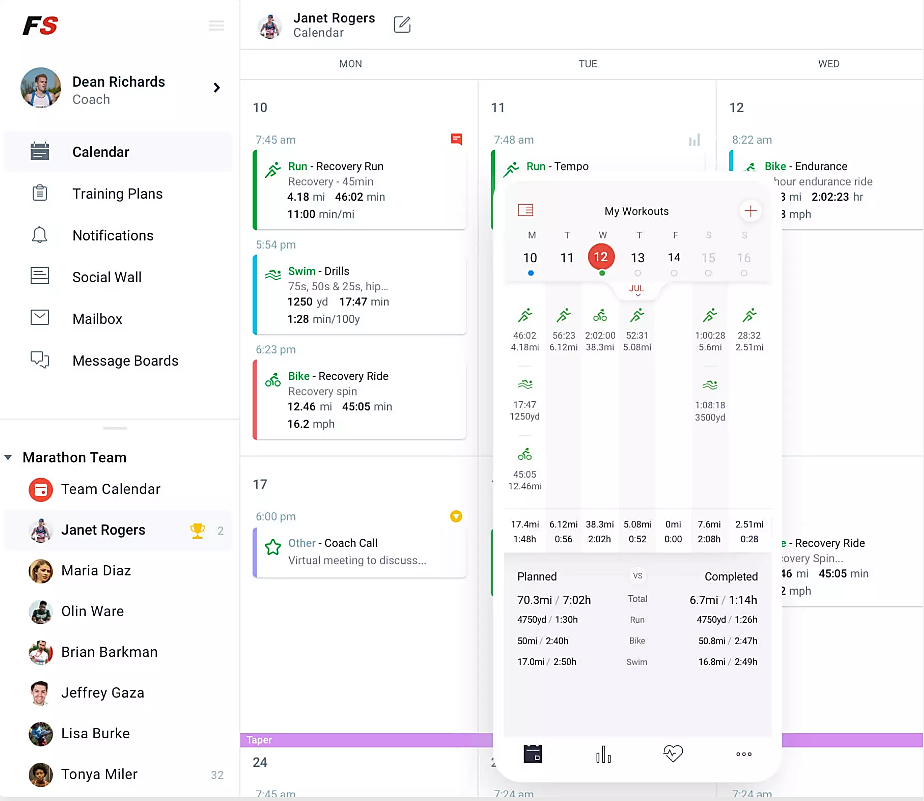 FS
Dean Richards
Coach
Calendar
Training Plans
Notifications
Social Wall
Mailbox
Message Boards
Marathon Team
Team Calendar
Janet Rogers
2
Maria Diaz
Olin Ware
Brian Barkman
Jeffrey Gaza
Lisa Burke
Tonya Miler
32
Janet Rogers
Calendar
MON
TUE
WED
10
11
12
7:45 am
Run - Recovery Run
Recovery - 45min
4.18 mi 46:02 min
11:00 min/mi
5:54 pm
Swim - Drills
75s, 50s & 25s, hip...
1250 yd 17:47 min
1:28 min/100y
6:23 pm
Bike - Recovery Ride
Recovery spin
12.46 mi 45:05 min
16.2 mph
7:48 am
Run - Tempo
8:22 am
Bike - Endurance
hour endurance ride
mi 2:02:23 hr
mph
17
6:00 pm
Other - Coach Call
Virtual meeting to discuss...
- Recovery Ride
Spin...
mi 45:05 min
mph
Taper
24
7:45 am
7:24 am
7:24 am
My Workouts
M T W T F S S
10 11 12 13 14 15 16
JUL
46:02 56:23 2:02:00 52:31 1:00:28 28:32
4.18mi 6.12mi 38.3mi 5.08mi 5.6mi 2.51mi
17:47 1:08:18
1250yd 3500yd
45:05
12.46mi
17.4mi 6.12mi 38.3mi 5.08mi 0mi 7.6mi 2.51mi
1:48h 0:56 2:02h 0:52 0:00 2:08h 0:28
Planned VS Completed
70.3mi / 7:02h Total 6.7mi / 1:14h
4750yd / 1:30h Run 4750yd / 1:26h
50mi / 2:40h Bike 50.8mi / 2:47h
17.0mi / 2:50h Swim 16.8mi / 2:49h